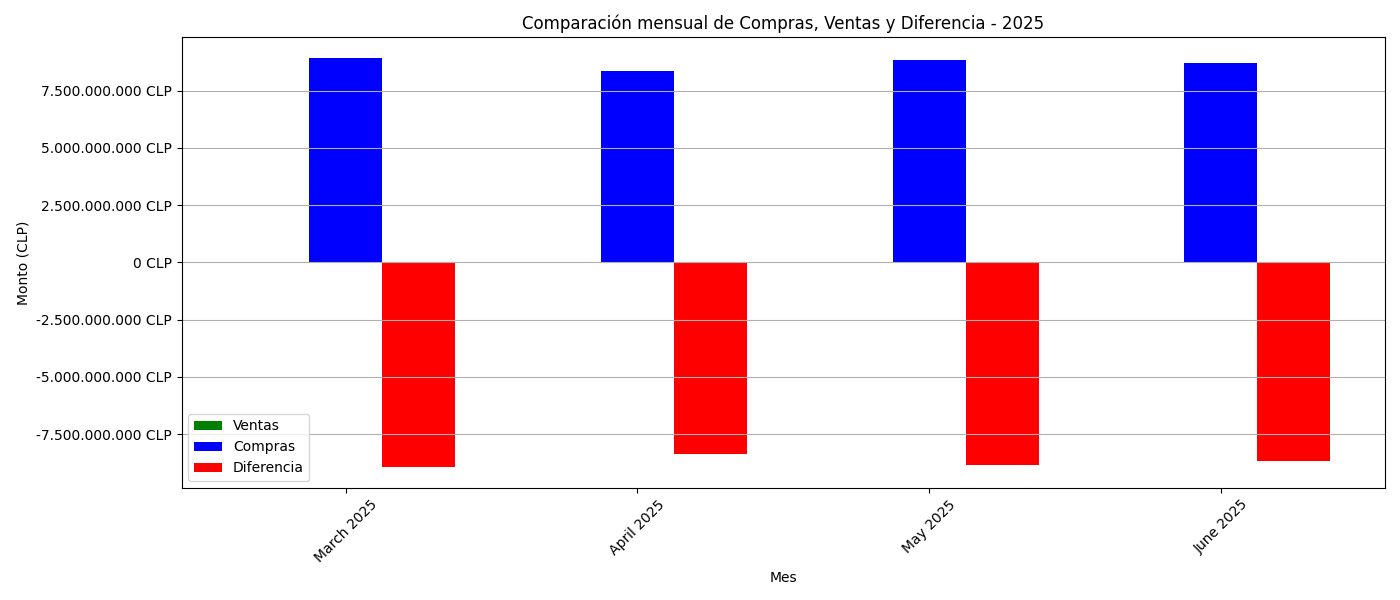 Comparación mensual de Compras, Ventas y Diferencia - 2025
Monto (CLP)
7.500.000.000 CLP
5.000.000.000 CLP
2.500.000.000 CLP
0 CLP
-2.500.000.000 CLP
-5.000.000.000 CLP
-7.500.000.000 CLP
Ventas
Compras
Diferencia
March 2025
April 2025
May 2025
June 2025
Mes